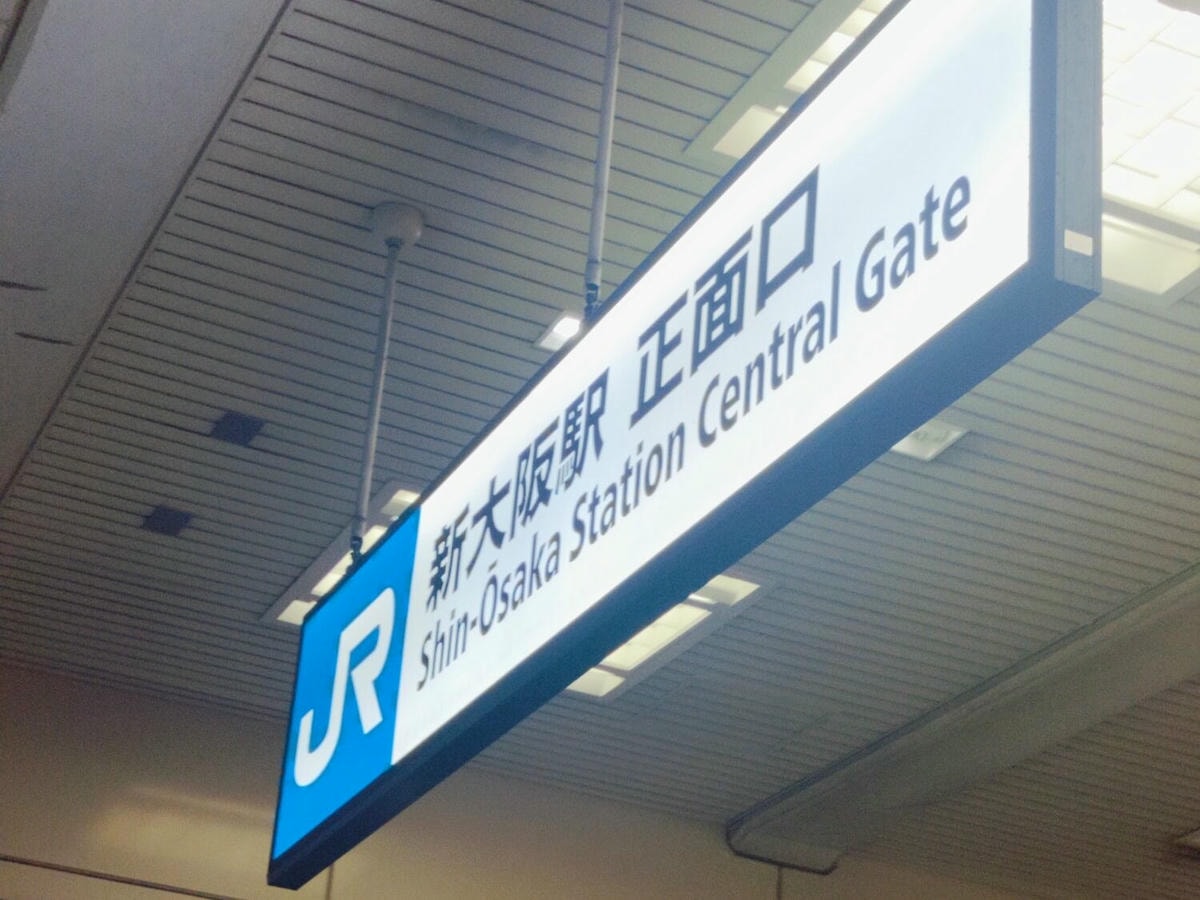 JR
新大阪駅 正面口
Shin-Ōsaka Station Central Gate